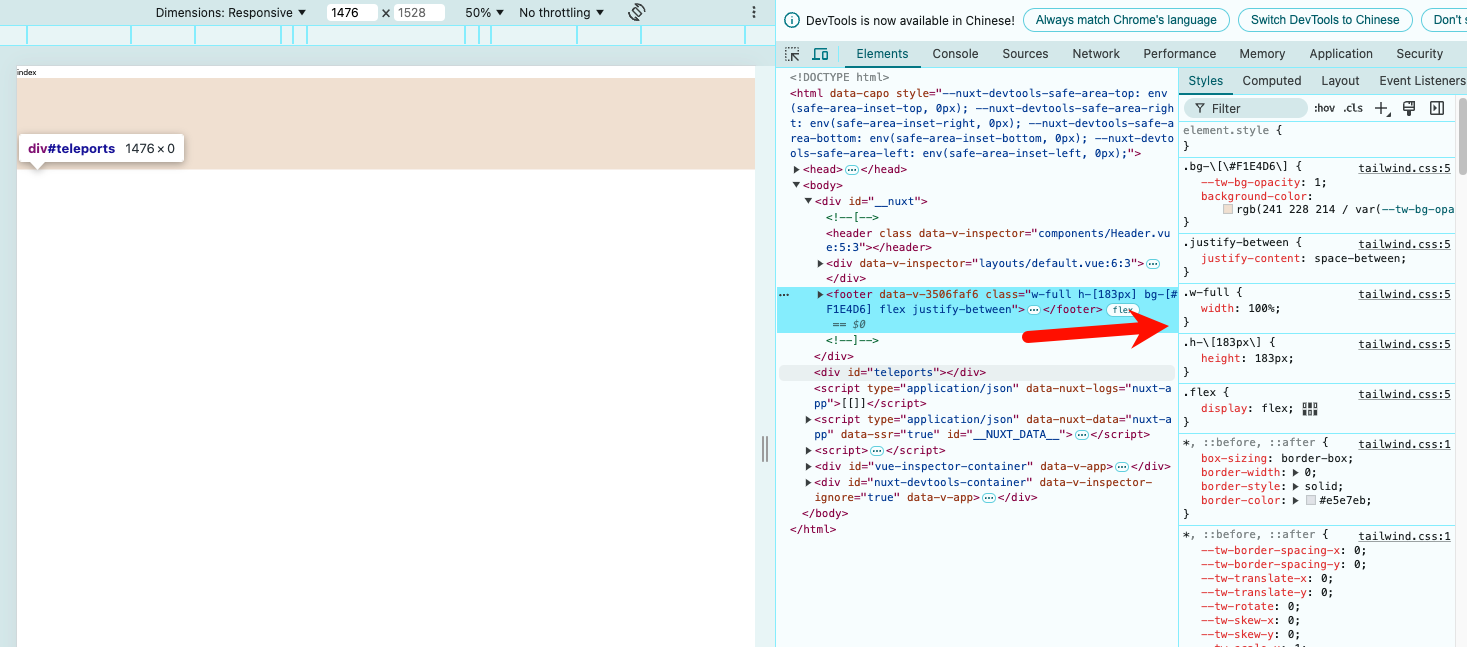 Dimensions: Responsive ▼ 1476 x 1528 50% ▼ No throttling ▼
index
div#teleports 1476 × 0
DevTools is now available in Chinese! Always match Chrome's language Switch DevTools to Chinese Don't
Elements Console Sources Network Performance Memory Application Security
<!DOCTYPE html>
<html data-capo style="--nuxt-devtools-safe-area-top: env
(safe-area-inset-top, 0px); --nuxt-devtools-safe-area-righ
t: env(safe-area-inset-right, 0px); --nuxt-devtools-safe-a
rea-bottom: env(safe-area-inset-bottom, 0px); --nuxt-devto
ols-safe-area-left: env(safe-area-inset-left, 0px);">
▶<head>…</head>
▼<body>
▼<div id="__nuxt">
<!--[-->
<header class data-v-inspector="components/Header.vu
e:5:3"></header>
▶<div data-v-inspector="layouts/default.vue:6:3">…
</div>
… ▶<footer data-v-3506faf6 class="w-full h-[183px] bg-[#
F1E4D6] flex justify-between">…</footer> flex
== $0
<!--]-->
</div>
<div id="teleports"></div>
<script type="application/json" data-nuxt-logs="nuxt-a
pp">[[]]</script>
▶<script type="application/json" data-nuxt-data="nuxt-a
pp" data-ssr="true" id="__NUXT_DATA__">…</script>
▶<script>…</script>
▶<div id="vue-inspector-container" data-v-app>…</div>
▶<div id="nuxt-devtools-container" data-v-inspector-
ignore="true" data-v-app>…</div>
</body>
</html>
Styles Computed Layout Event Listeners
Filter :hov .cls
element.style {
}
.bg-\[\#F1E4D6\] { tailwind.css:5
--tw-bg-opacity: 1;
background-color:
rgb(241 228 214 / var(--tw-bg-opa
}
.justify-between { tailwind.css:5
justify-content: space-between;
}
.w-full { tailwind.css:5
width: 100%;
}
.h-\[183px\] { tailwind.css:5
height: 183px;
}
.flex { tailwind.css:5
display: flex;
}
*, ::before, ::after { tailwind.css:1
box-sizing: border-box;
border-width: ▶ 0;
border-style: ▶ solid;
border-color: ▶ #e5e7eb;
}
*, ::before, ::after { tailwind.css:1
--tw-border-spacing-x: 0;
--tw-border-spacing-y: 0;
--tw-translate-x: 0;
--tw-translate-y: 0;
--tw-rotate: 0;
--tw-skew-x: 0;
--tw-skew-y: 0;